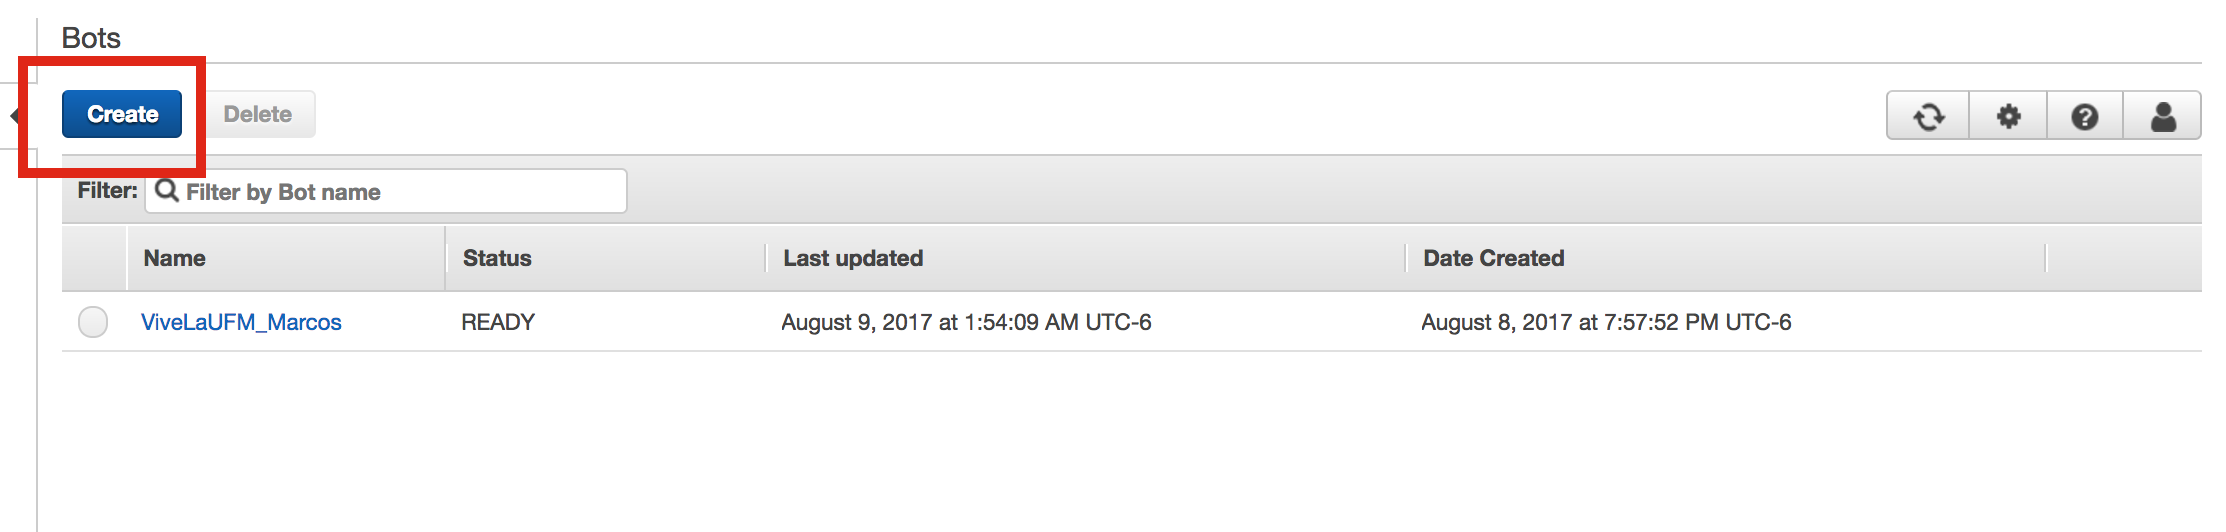 Bots
Create Delete
Filter: Filter by Bot name
Name Status Last updated Date Created
ViveLaUFM_Marcos READY August 9, 2017 at 1:54:09 AM UTC-6 August 8, 2017 at 7:57:52 PM UTC-6